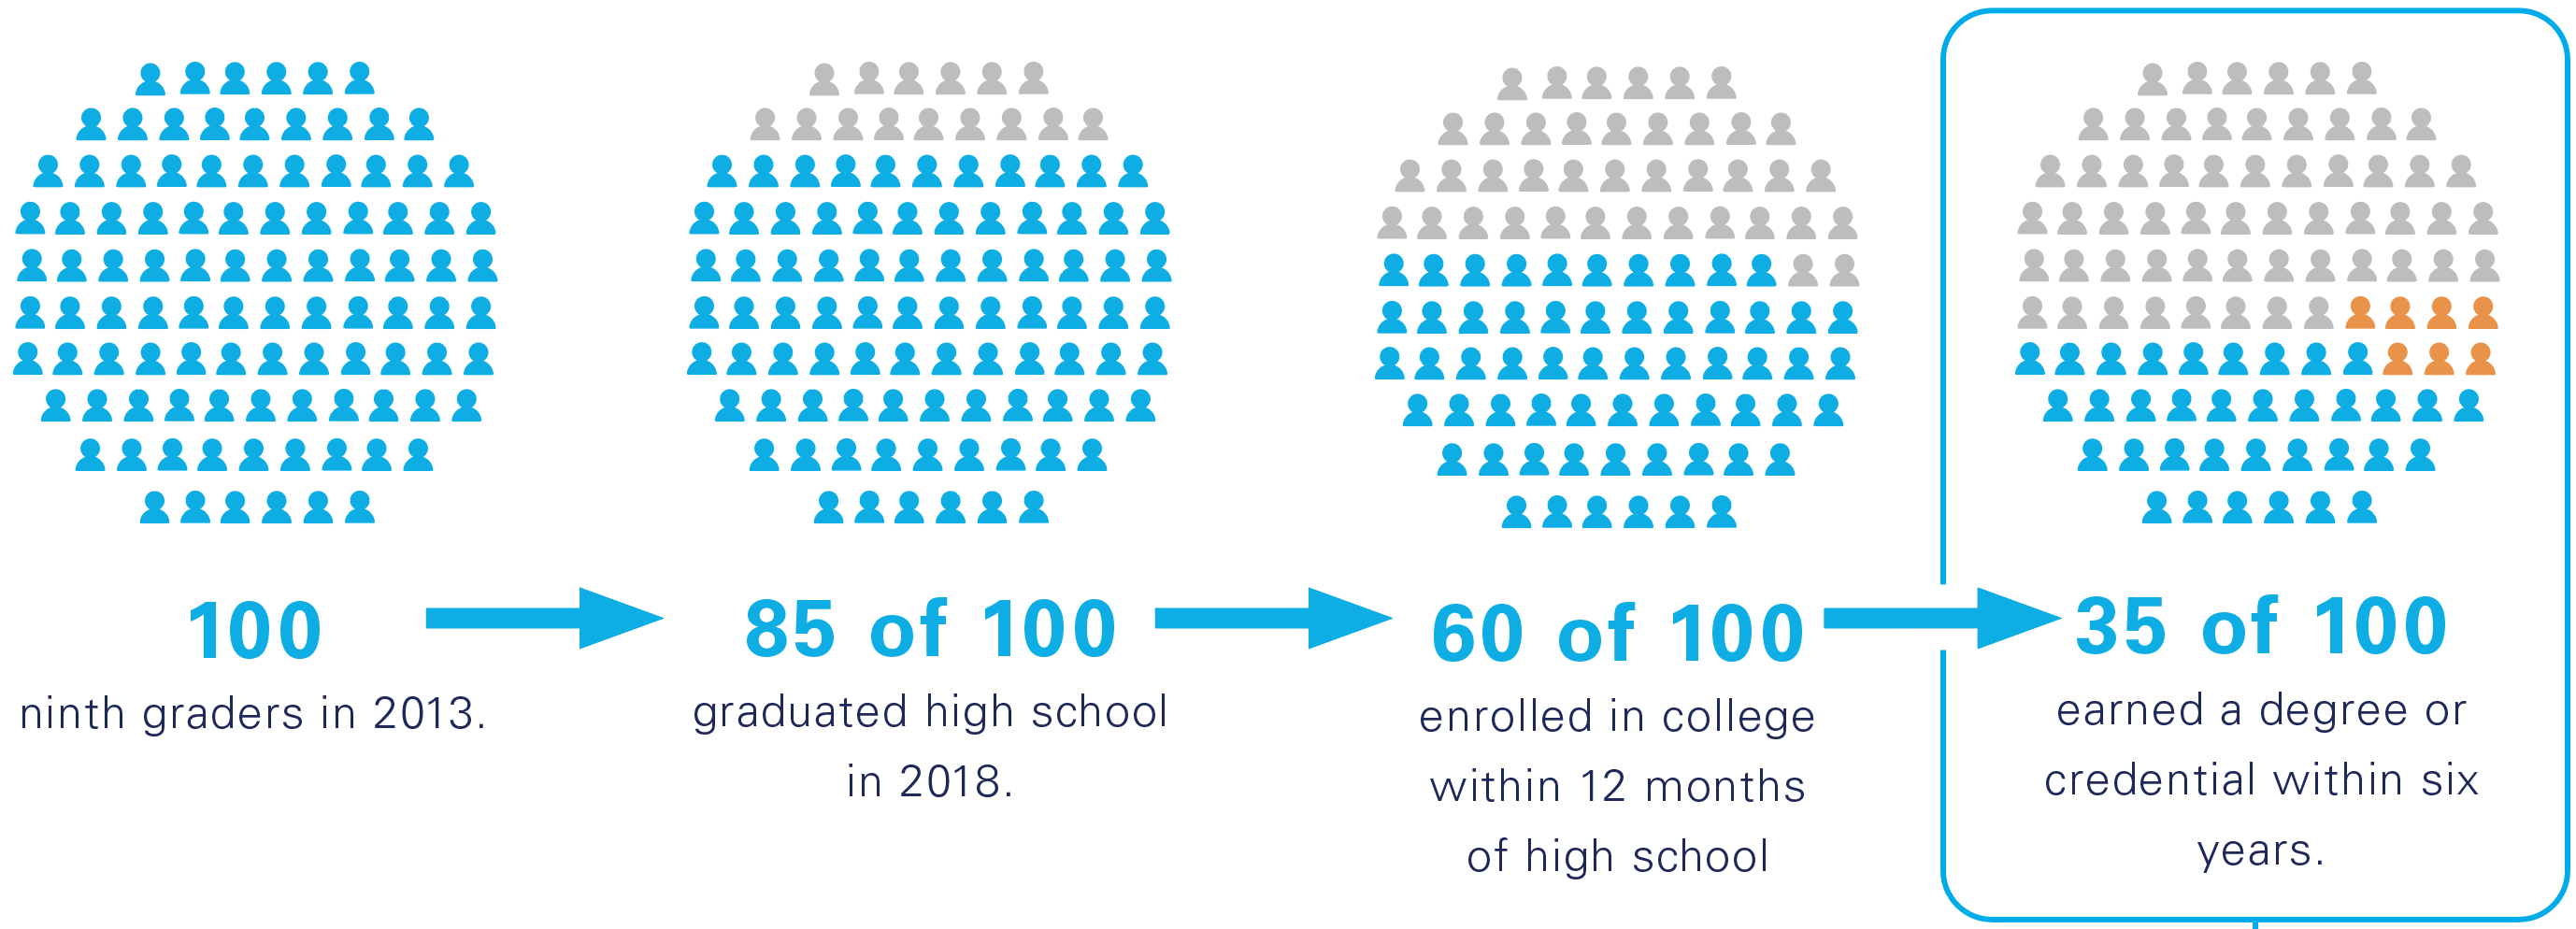 100
ninth graders in 2013.
85 of 100
graduated high school
in 2018.
60 of 100
enrolled in college
within 12 months
of high school
35 of 100
earned a degree or
credential within six
years.